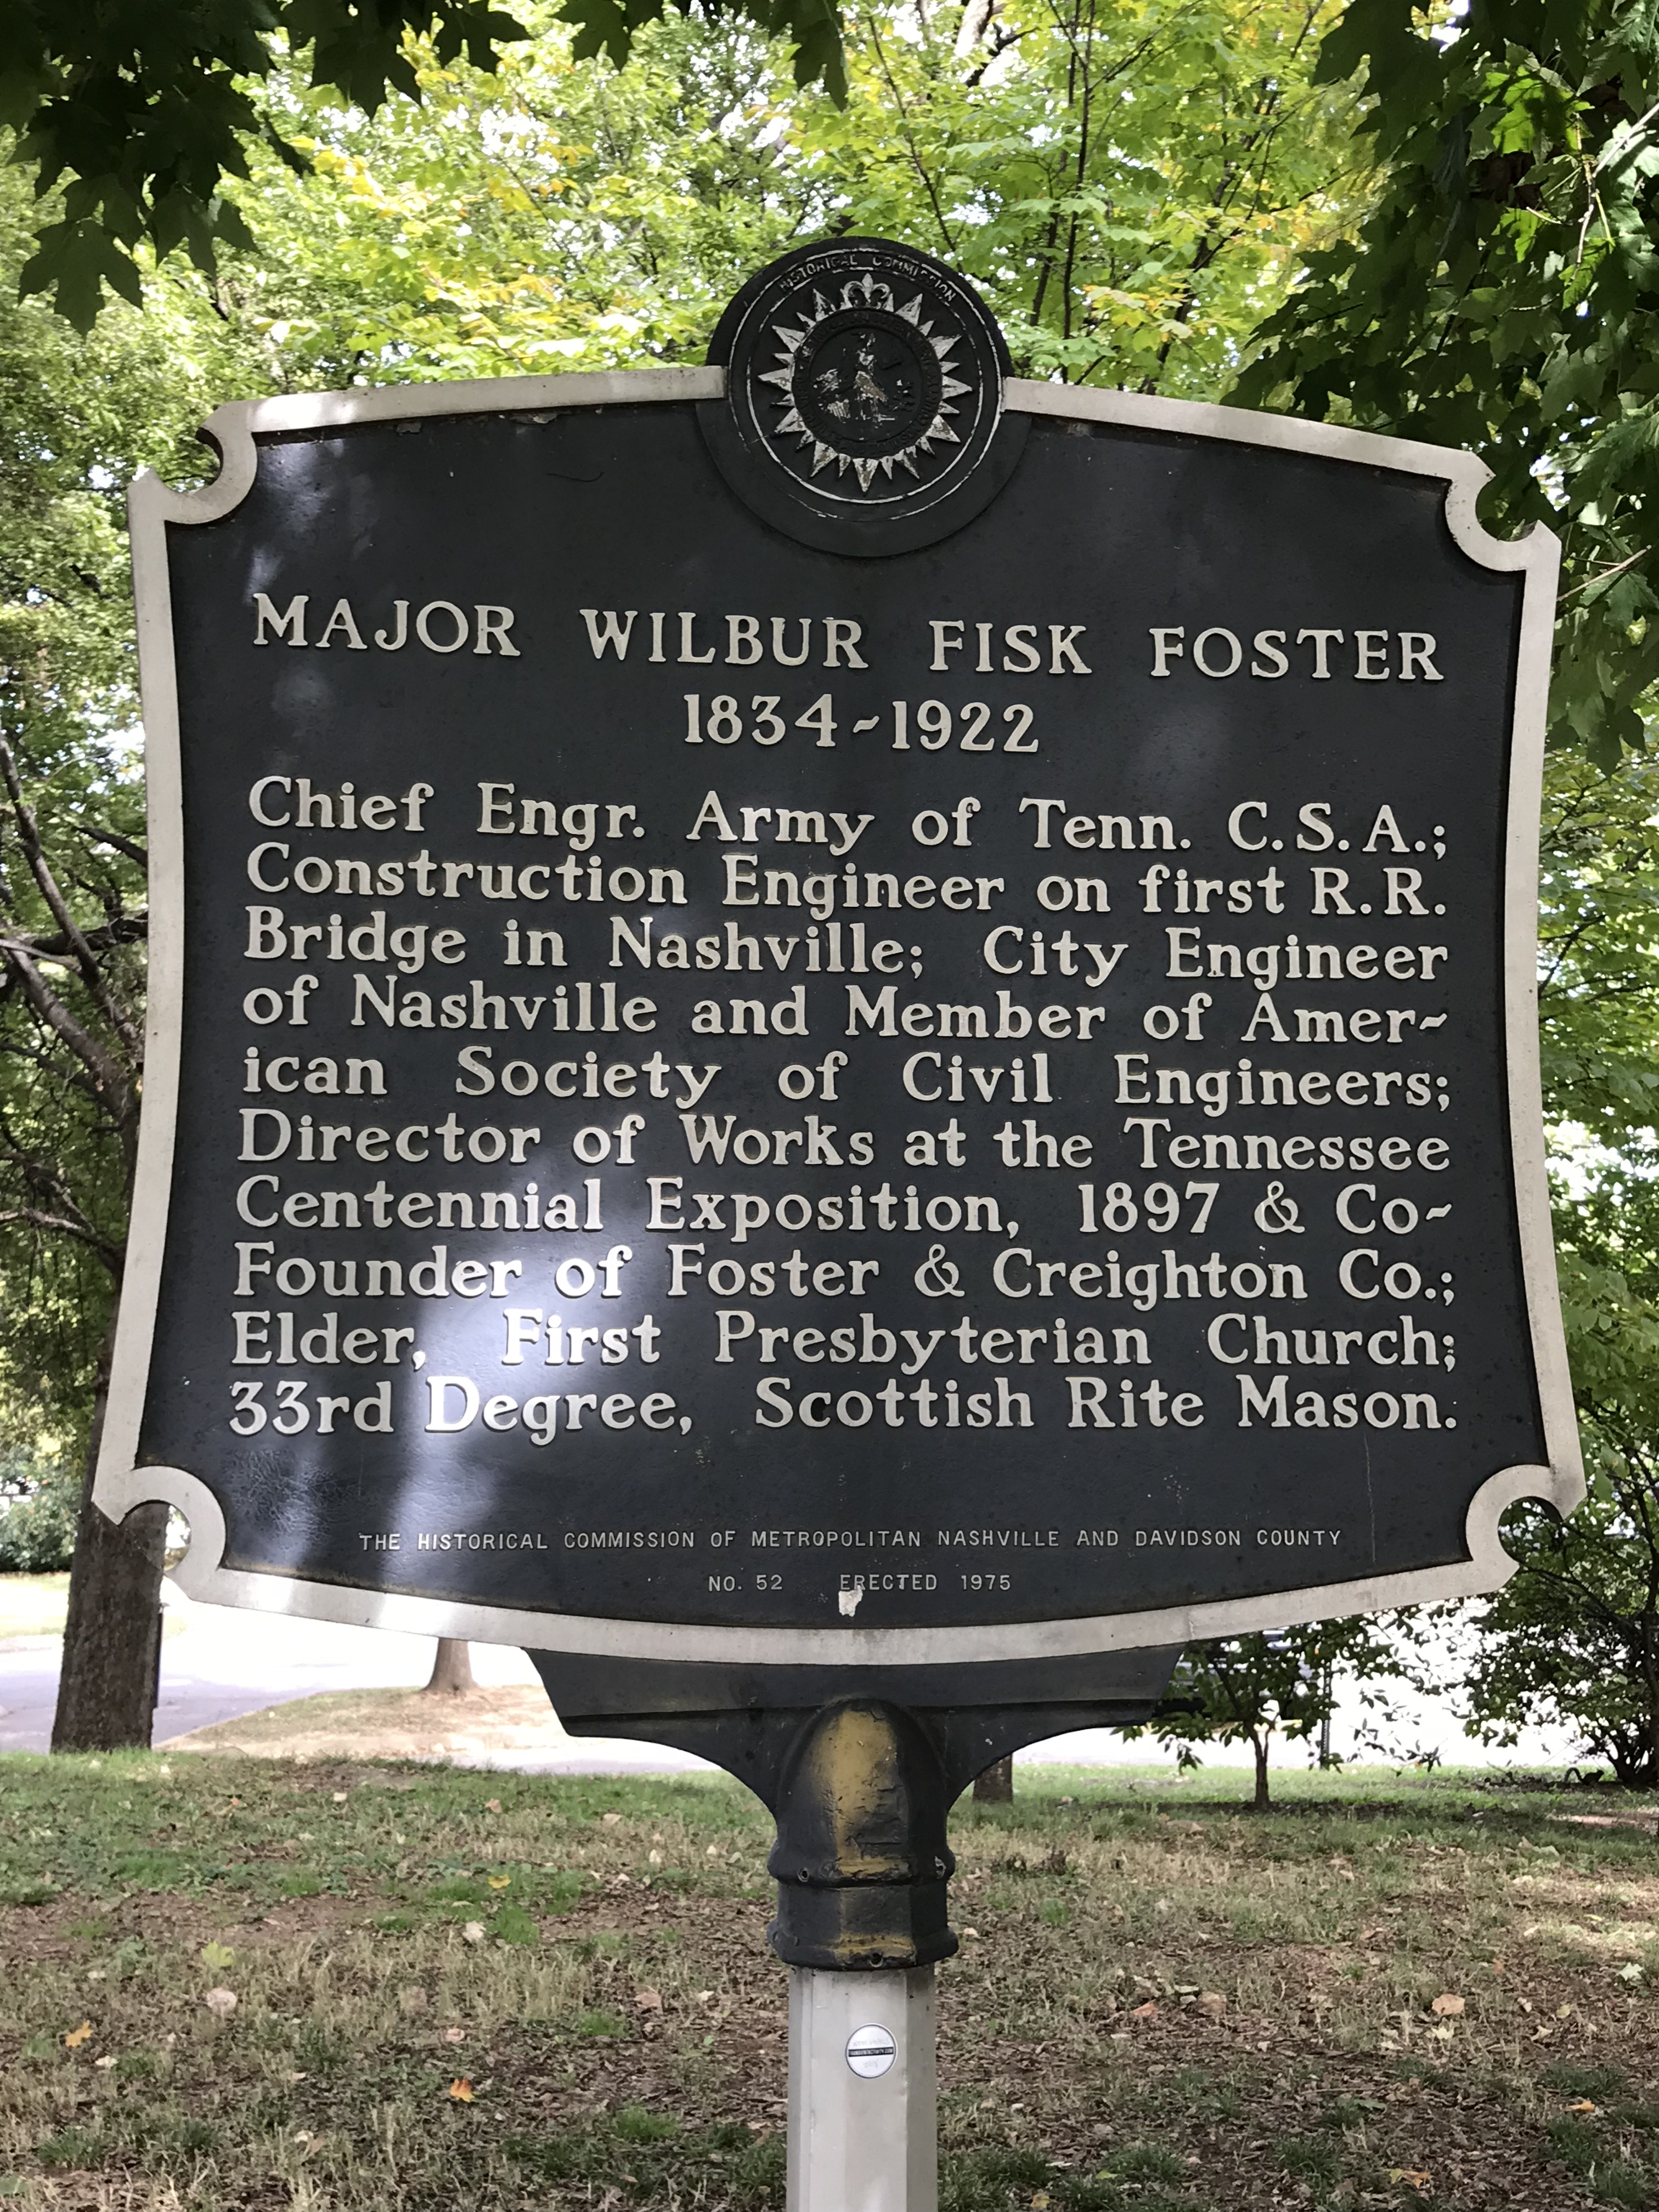 HISTORICAL COMMISSION
MAJOR WILBUR FISK FOSTER
1834~1922
Chief Engr. Army of Tenn. C.S.A.;
Construction Engineer on first R.R.
Bridge in Nashville; City Engineer
of Nashville and Member of Amer~
ican Society of Civil Engineers;
Director of Works at the Tennessee
Centennial Exposition, 1897 & Co~
Founder of Foster & Creighton Co.;
Elder, First Presbyterian Church;
33rd Degree, Scottish Rite Mason.
THE HISTORICAL COMMISSION OF METROPOLITAN NASHVILLE AND DAVIDSON COUNTY
NO. 52 ERECTED 1975